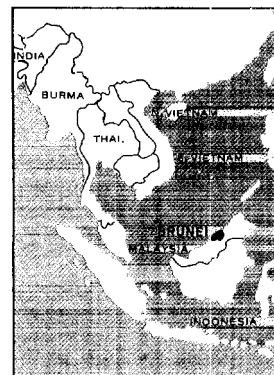 INDIA
BURMA
VIETNAM
THAI.
VIETNAM
BRUNEI
MALAYSIA
INDONESIA